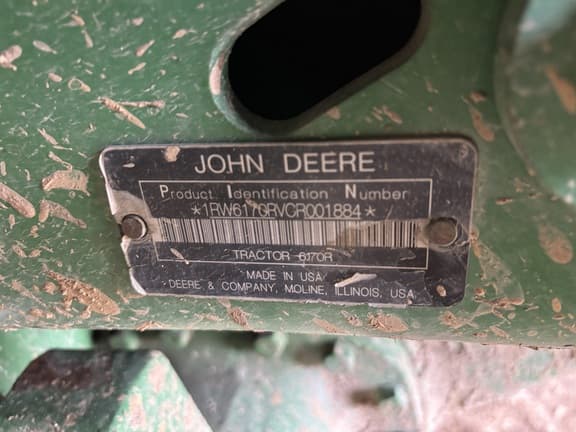 JOHN DEERE
Product Identification Number
*1RW6170RVCR001884*
TRACTOR 6170R
MADE IN USA
DEERE & COMPANY, MOLINE, ILLINOIS, USA